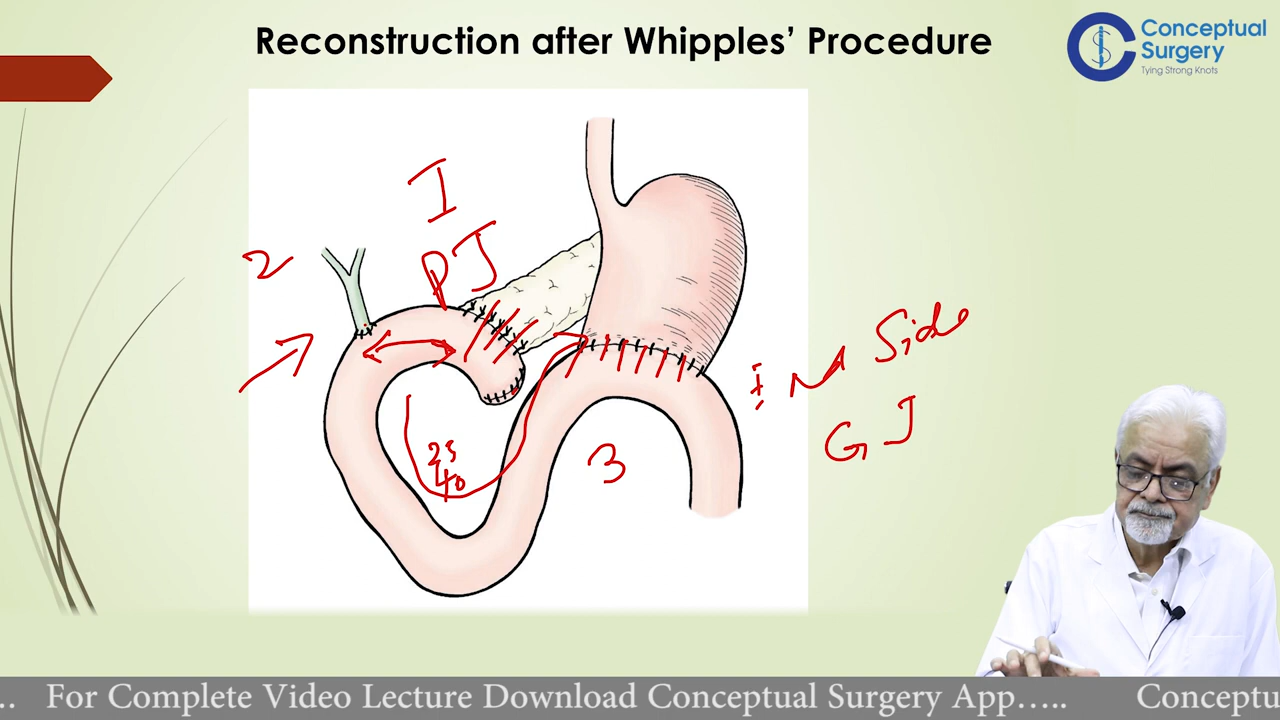 Reconstruction after Whipples’ Procedure
Conceptual
Surgery
Tying Strong Knots
I
PJ
2
25
40
3
Side
GJ
.. For Complete Video Lecture Download Conceptual Surgery App….. Conceptu